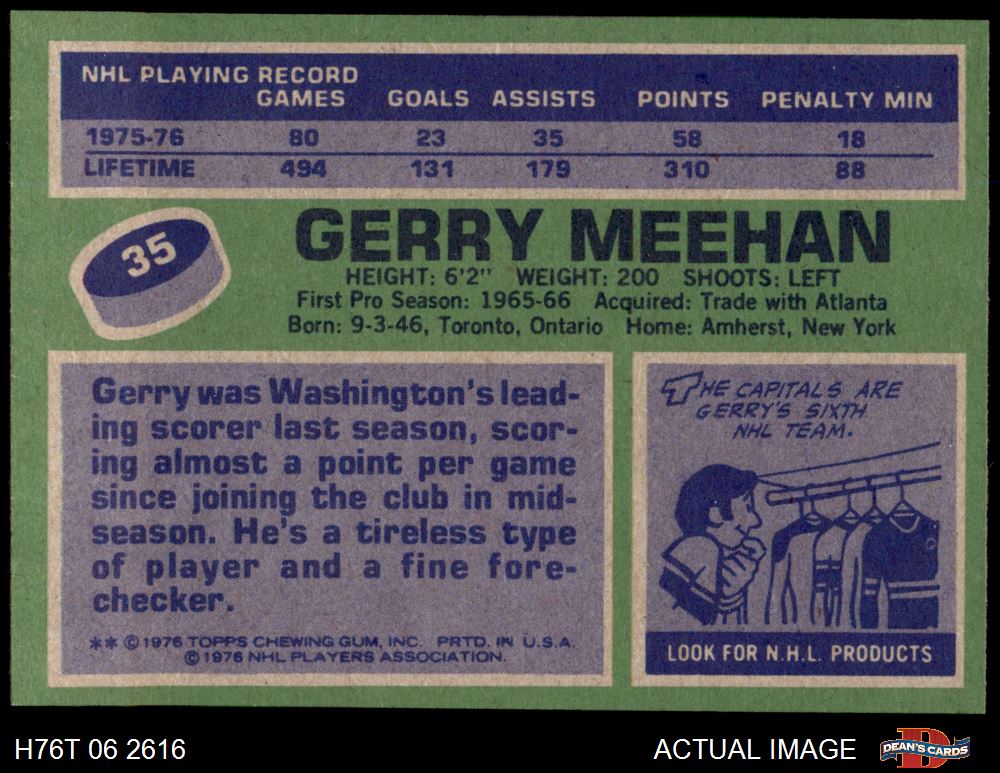 NHL PLAYING RECORD
GAMES GOALS ASSISTS POINTS PENALTY MIN
1975-76 80 23 35 58 18
LIFETIME 494 131 179 310 88
35
GERRY MEEHAN
HEIGHT: 6'2" WEIGHT: 200 SHOOTS: LEFT
First Pro Season: 1965-66 Acquired: Trade with Atlanta
Born: 9-3-46, Toronto, Ontario Home: Amherst, New York
Gerry was Washington's lead-
ing scorer last season, scor-
ing almost a point per game
since joining the club in mid-
season. He's a tireless type
of player and a fine fore-
checker.
** © 1976 TOPPS CHEWING GUM, INC. PRTD. IN U.S.A.
© 1976 NHL PLAYERS ASSOCIATION.
THE CAPITALS ARE
GERRY'S SIXTH
NHL TEAM.
LOOK FOR N.H.L. PRODUCTS
H76T 06 2616
ACTUAL IMAGE
DEAN'S CARDS